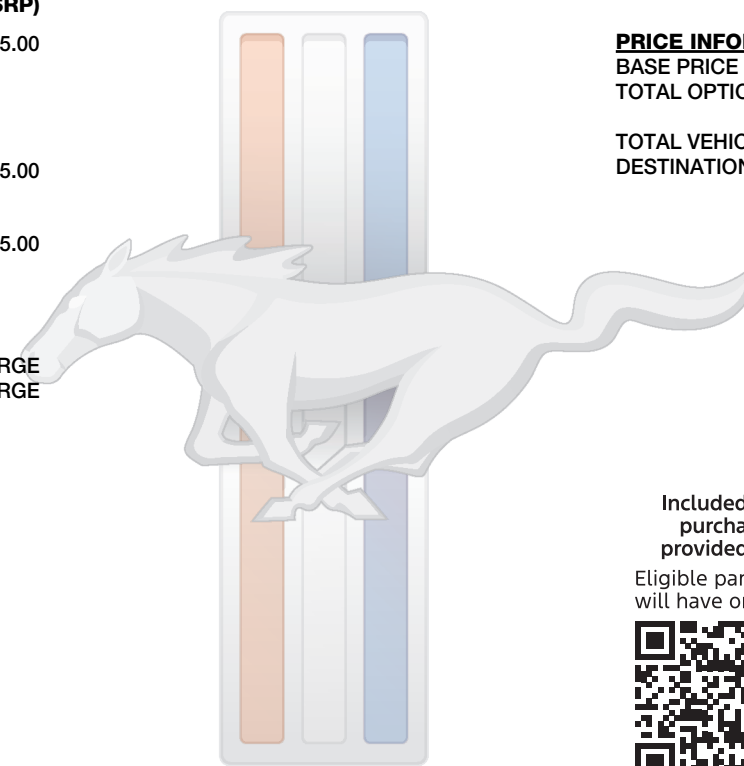 SRP)
5.00
5.00
5.00
RGE
RGE
PRICE INFO
BASE PRICE
TOTAL OPTIO
TOTAL VEHIC
DESTINATION
Included
purcha
provided
Eligible par
will have o